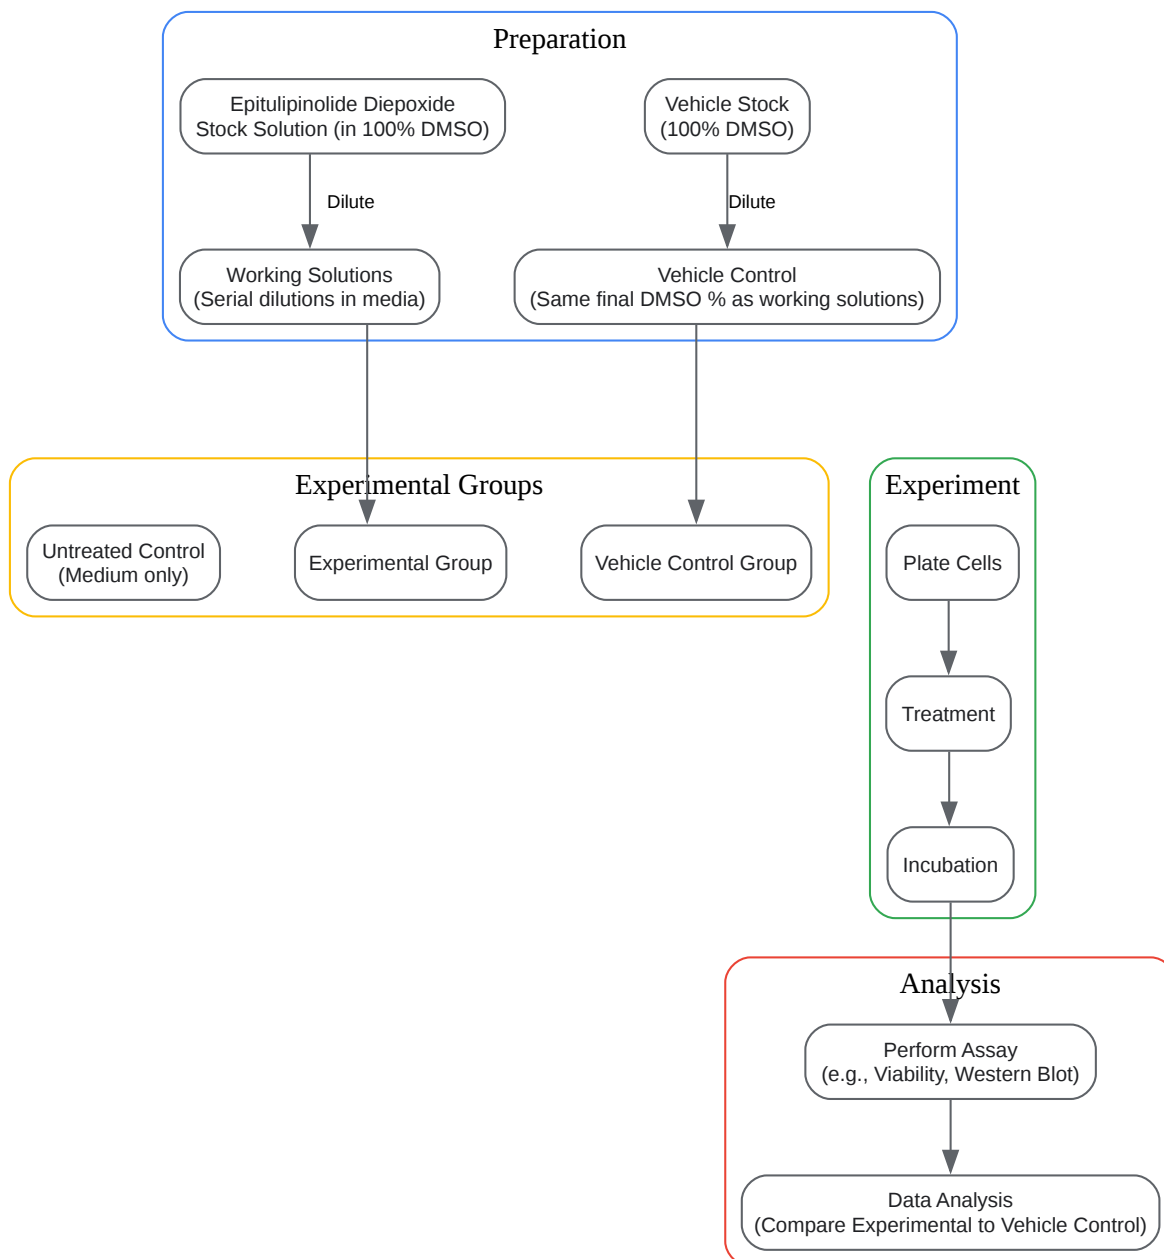 Preparation
Epitulipinolide Diepoxide
Stock Solution (in 100% DMSO)
Vehicle Stock
(100% DMSO)
Dilute
Dilute
Working Solutions
(Serial dilutions in media)
Vehicle Control
(Same final DMSO % as working solutions)
Experimental Groups
Untreated Control
(Medium only)
Experimental Group
Vehicle Control Group
Experiment
Plate Cells
Treatment
Incubation
Analysis
Perform Assay
(e.g., Viability, Western Blot)
Data Analysis
(Compare Experimental to Vehicle Control)